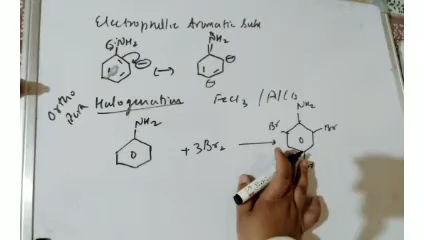 Electrophilic Aromatic Subs
NH2
NH2
Ortho
Para
Halogenation
FeCl3 / AlCl3
NH2
+ 3Br2
NH2
Br
Br